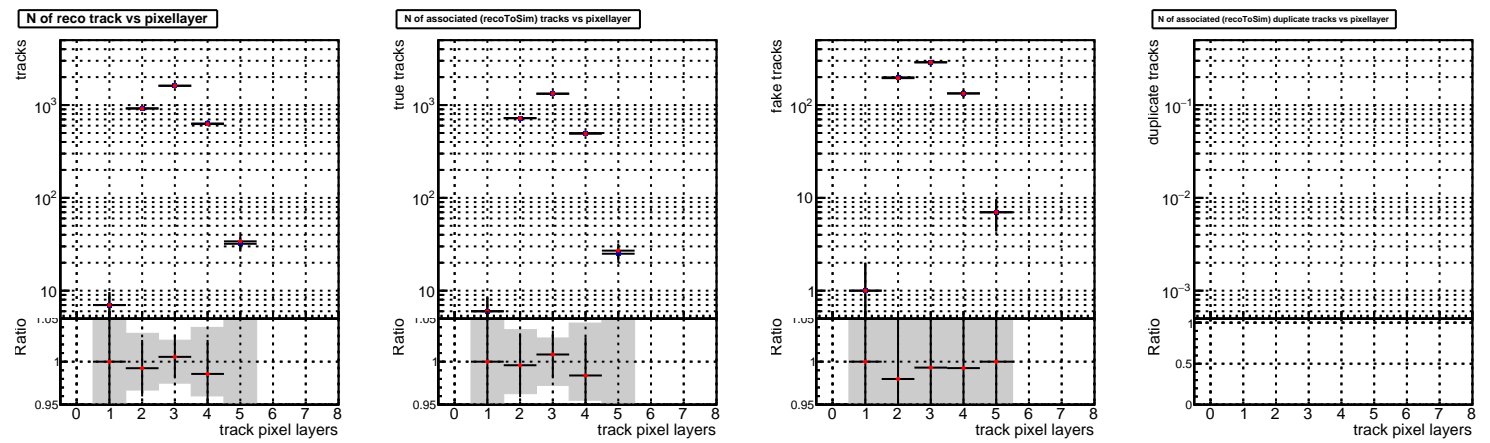 N of reco track vs pixellayer
tracks
10³
10²
10
Ratio
1.05
1
0.95
0 1 2 3 4 5 6 7 8
track pixel layers
N of associated (recoToSim) tracks vs pixellayer
true tracks
10³
10²
10
Ratio
1.05
1
0.95
0 1 2 3 4 5 6 7 8
track pixel layers
fake tracks
10²
10
1
Ratio
1.05
1
0.95
0 1 2 3 4 5 6 7 8
track pixel layers
N of associated (recoToSim) duplicate tracks vs pixellayer
duplicate tracks
10⁻¹
10⁻²
10⁻³
Ratio
1
0.5
0
0 1 2 3 4 5 6 7 8
track pixel layers